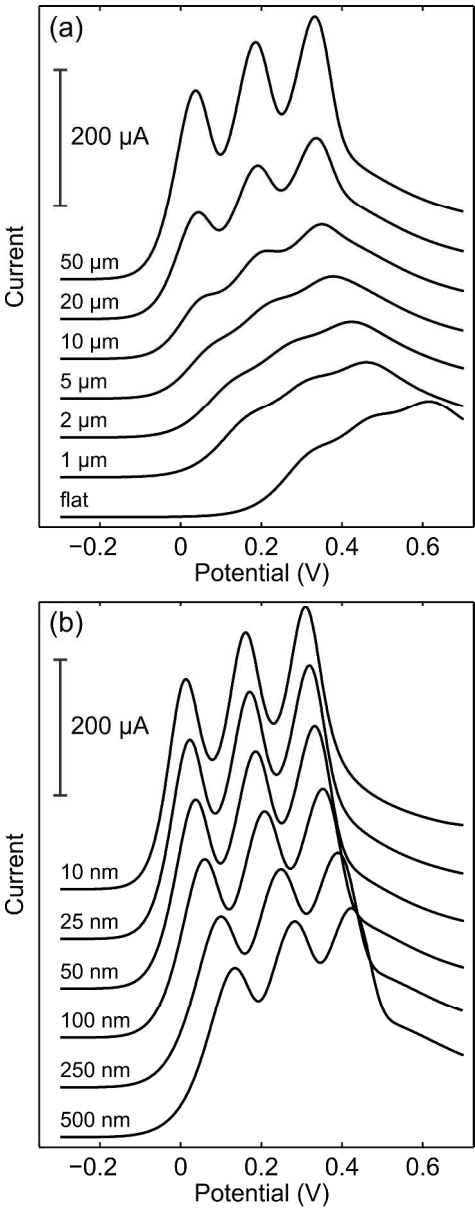 (a)
200 µA
Current
50 µm
20 µm
10 µm
5 µm
2 µm
1 µm
flat
−0.2 0 0.2 0.4 0.6
Potential (V)
(b)
200 µA
Current
10 nm
25 nm
50 nm
100 nm
250 nm
500 nm
−0.2 0 0.2 0.4 0.6
Potential (V)